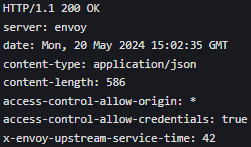 HTTP/1.1 200 OK
server: envoy
date: Mon, 20 May 2024 15:02:35 GMT
content-type: application/json
content-length: 586
access-control-allow-origin: *
access-control-allow-credentials: true
x-envoy-upstream-service-time: 42